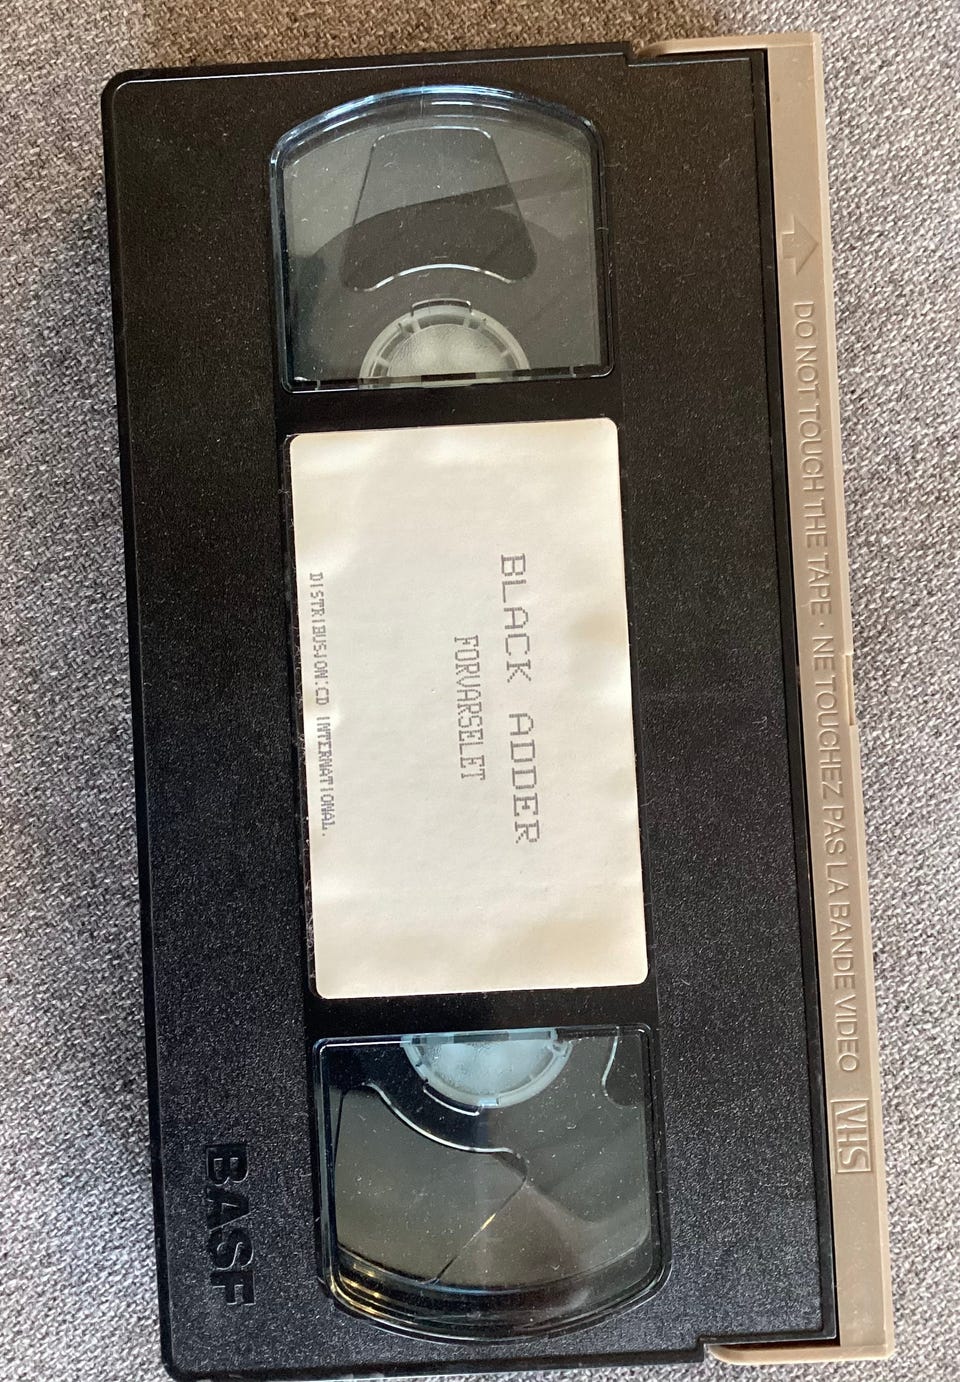 BLACK ADDER
FORVARSELET
DISTRIBUSJON:CD INTERNATIONAL.
DO NOT TOUCH THE TAPE · NE TOUCHEZ PAS LA BANDE VIDEO VHS
BASF